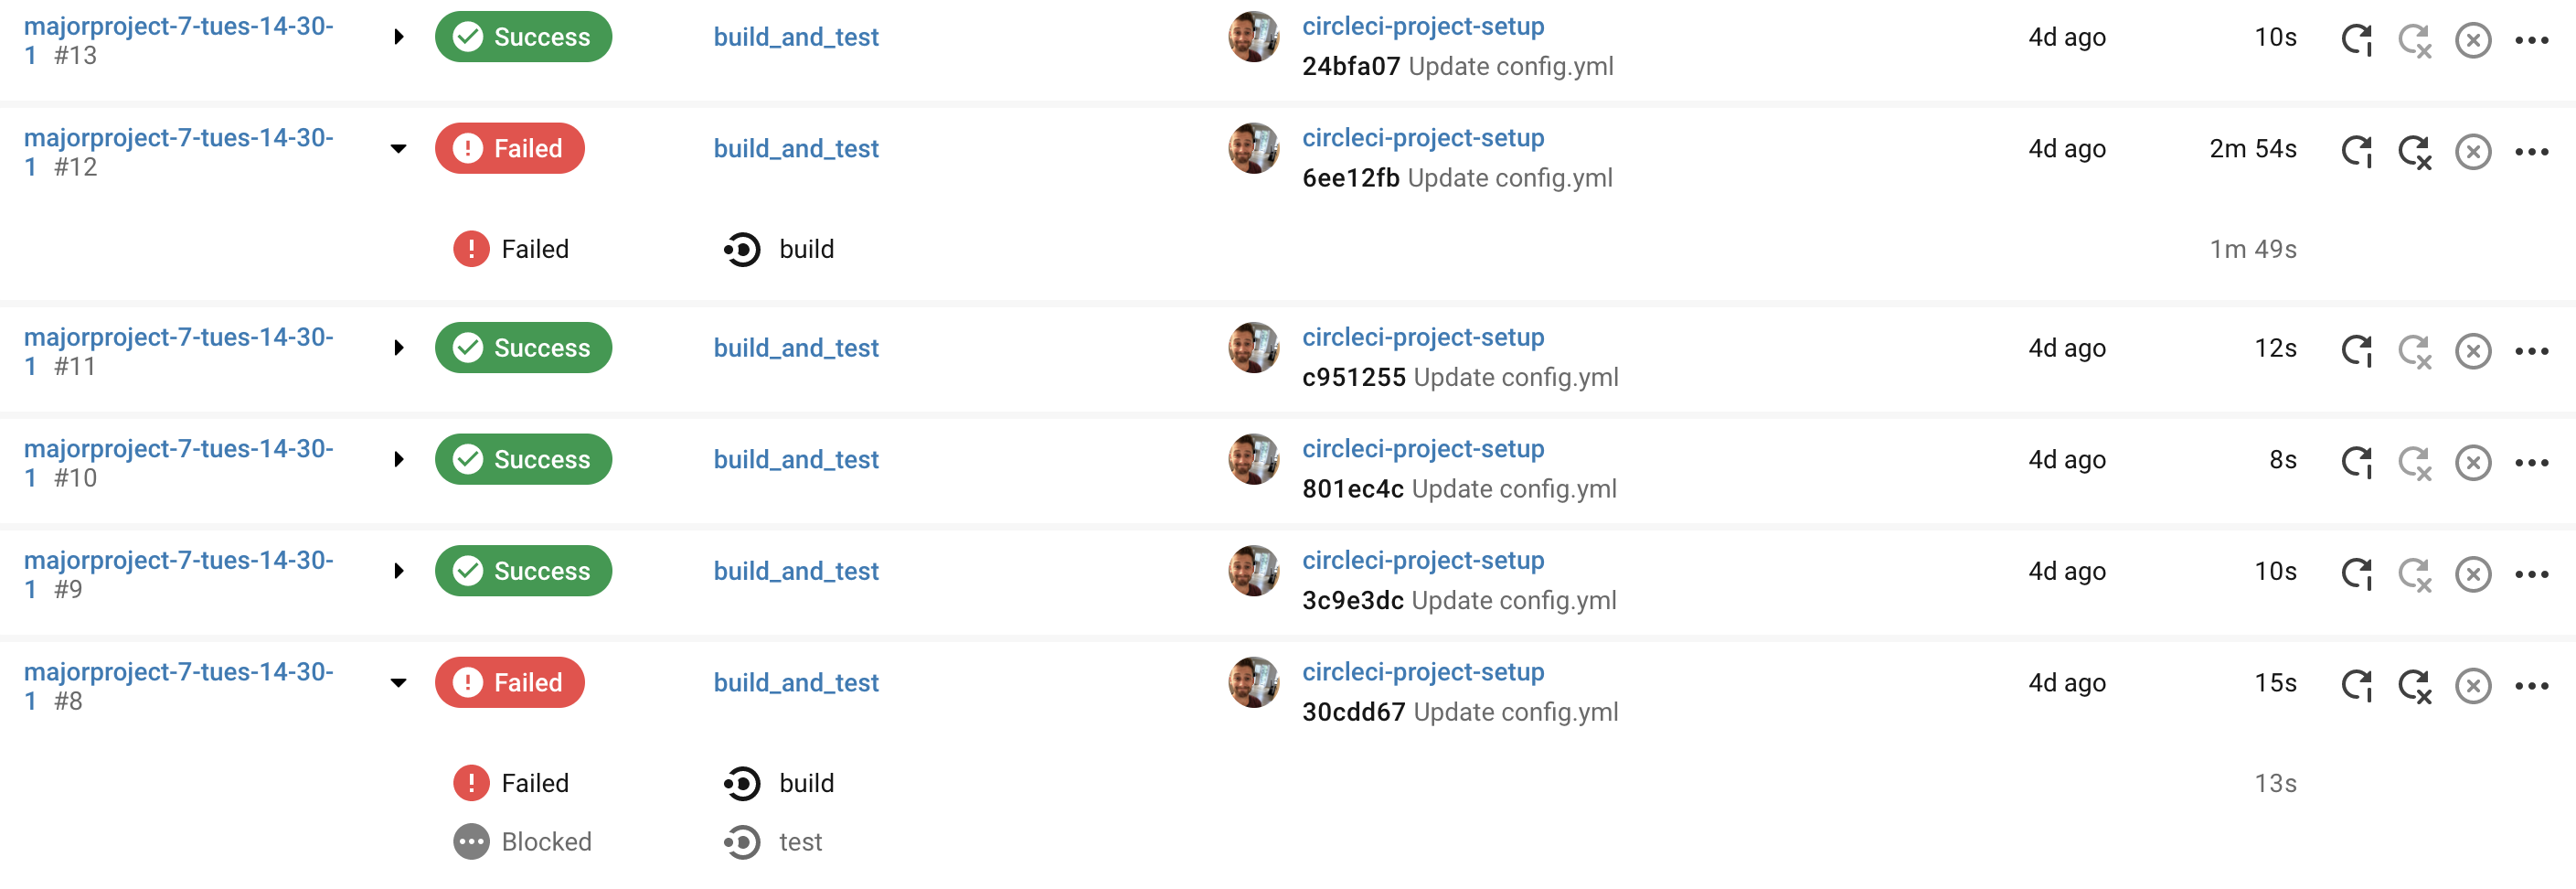 majorproject-7-tues-14-30-
1 #13
Success
build_and_test
circleci-project-setup
24bfa07 Update config.yml
4d ago
10s
majorproject-7-tues-14-30-
1 #12
Failed
build_and_test
circleci-project-setup
6ee12fb Update config.yml
4d ago
2m 54s
Failed
build
1m 49s
majorproject-7-tues-14-30-
1 #11
Success
build_and_test
circleci-project-setup
c951255 Update config.yml
4d ago
12s
majorproject-7-tues-14-30-
1 #10
Success
build_and_test
circleci-project-setup
801ec4c Update config.yml
4d ago
8s
majorproject-7-tues-14-30-
1 #9
Success
build_and_test
circleci-project-setup
3c9e3dc Update config.yml
4d ago
10s
majorproject-7-tues-14-30-
1 #8
Failed
build_and_test
circleci-project-setup
30cdd67 Update config.yml
4d ago
15s
Failed
build
13s
Blocked
test